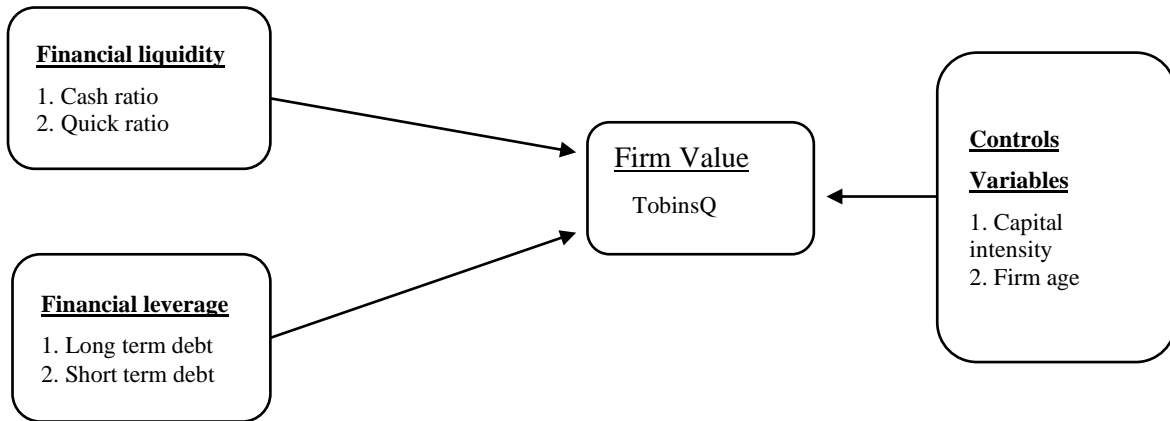 Financial liquidity
1. Cash ratio
2. Quick ratio
Firm Value
TobinsQ
Controls
Variables
1. Capital
intensity
2. Firm age
Financial leverage
1. Long term debt
2. Short term debt